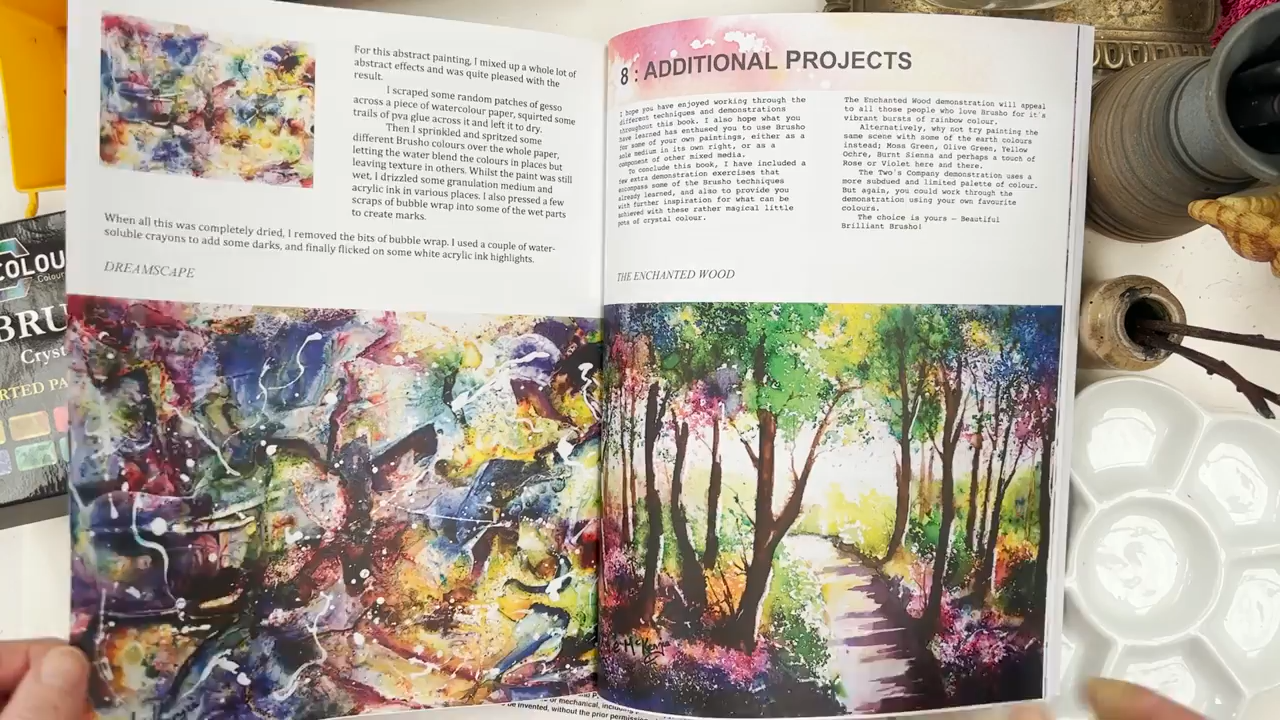 For this abstract painting, I mixed up a whole lot of
abstract effects and was quite pleased with the
result.
I scraped some random patches of gesso
across a piece of watercolour paper, squirted some
trails of pva glue across it and left it to dry.
Then I sprinkled and spritzed some
different Brusho colours over the whole paper,
letting the water blend the colours in places but
leaving texture in others. Whilst the paint was still
wet, I drizzled some granulation medium and
acrylic ink in various places. I also pressed a few
scraps of bubble wrap into some of the wet parts
to create marks.
When all this was completely dried, I removed the bits of bubble wrap. I used a couple of water-
soluble crayons to add some darks, and finally flicked on some white acrylic ink highlights.
DREAMSCAPE
8 : ADDITIONAL PROJECTS
I hope you have enjoyed working through the
different techniques and demonstrations
throughout this book. I also hope what you
have learned has enthused you to use Brusho
for some of your own paintings, either as a
sole medium in its own right, or as a
component of other mixed media.
To conclude this book, I have included a
few extra demonstration exercises that
encompass some of the Brusho techniques
already learned, and also to provide you
with further inspiration for what can be
achieved with these rather magical little
pots of crystal colour.
The Enchanted Wood demonstration will appeal
to all those people who love Brusho for it's
vibrant bursts of rainbow colour.
Alternatively, why not try painting the
same scene with some of the earth colours
instead; Moss Green, Olive Green, Yellow
Ochre, Burnt Sienna and perhaps a touch of
Rose or Violet here and there.
The Two's Company demonstration uses a
more subdued and limited palette of colour.
But again, you could work through the
demonstration using your own favourite
colours.
The choice is yours – Beautiful
Brilliant Brusho!
THE ENCHANTED WOOD
COLOU
Colour
BRU
Cryst
RTED PA
or mechanical, including
be invented, without the prior permission